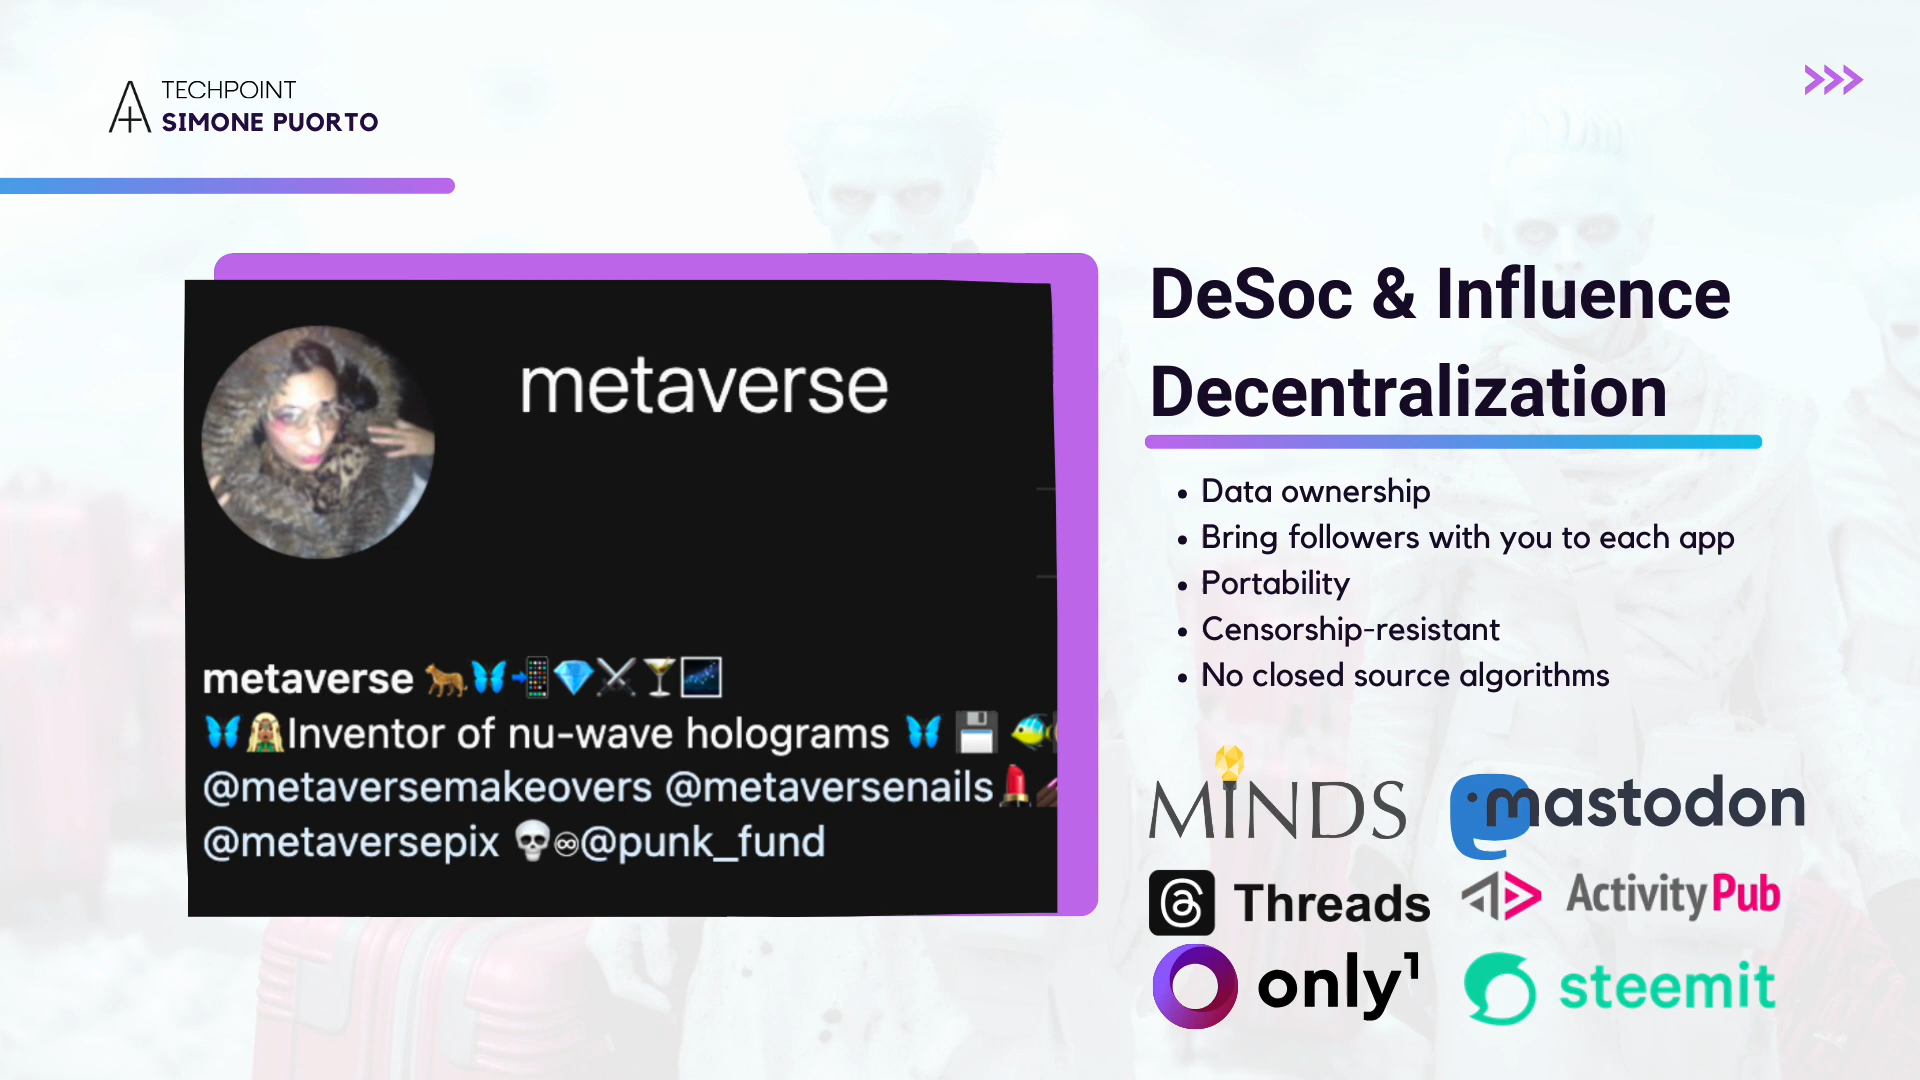 TECHPOINT
SIMONE PUORTO
metaverse
metaverse 🐆🦋📲💎⚔🍸🌌
🦋🧝🏽‍♀️Inventor of nu-wave holograms 🦋 💾 🐠
@metaversemakeovers @metaversenails💄💅🏿
@metaversepix 💀♾@punk_fund
DeSoc & Influence
Decentralization
• Data ownership
• Bring followers with you to each app
• Portability
• Censorship-resistant
• No closed source algorithms
MINDS
mastodon
Threads
ActivityPub
only¹
steemit